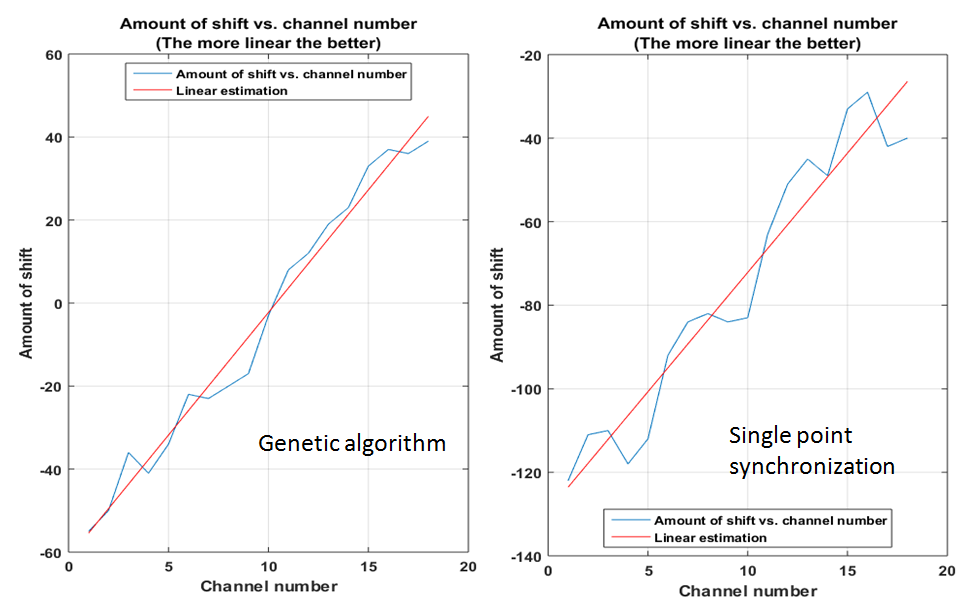 Amount of shift vs. channel number
(The more linear the better)
60
40
20
0
-20
-40
-60
Amount of shift
Amount of shift vs. channel number
Linear estimation
Genetic algorithm
0
5
10
15
20
Channel number
Amount of shift vs. channel number
(The more linear the better)
-20
-40
-60
-80
-100
-120
-140
Amount of shift
Single point
synchronization
Amount of shift vs. channel number
Linear estimation
0
5
10
15
20
Channel number